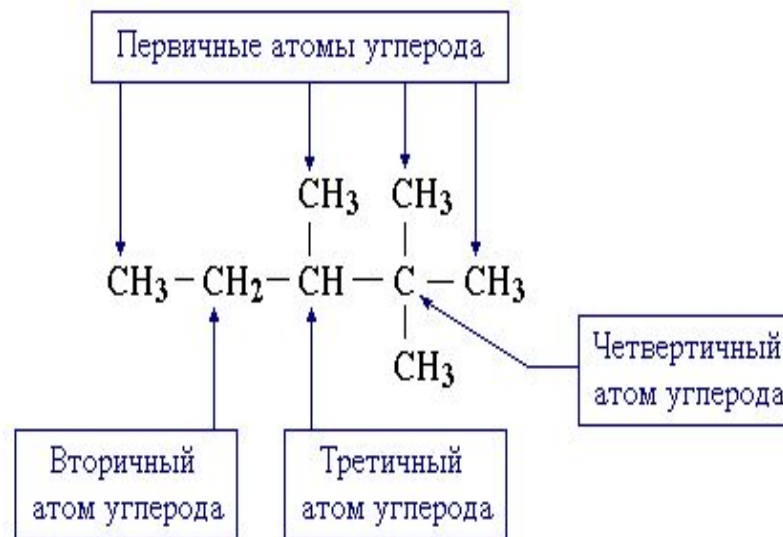 Первичные атомы углерода
CH3 CH3
CH3 – CH2 – CH – C – CH3
CH3
Четвертичный
атом углерода
Вторичный
атом углерода
Третичный
атом углерода